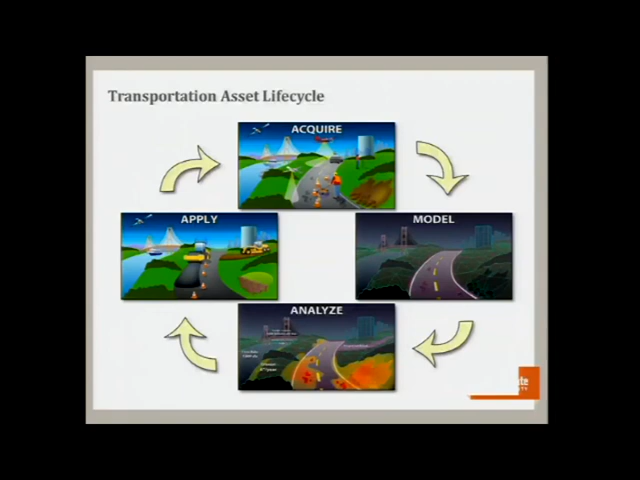 Transportation Asset Lifecycle
ACQUIRE
APPLY
MODEL
ANALYZE